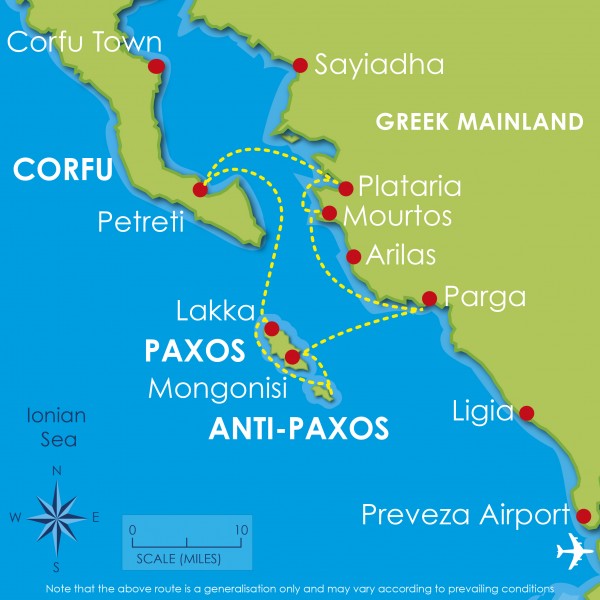 Corfu Town
Sayiadha
GREEK MAINLAND
CORFU
Plataria
Petreti
Mourtos
Arilas
Parga
Lakka
PAXOS
Mongonisi
ANTI-PAXOS
Ligia
Ionian
Sea
N
W E
S
0 10
SCALE (MILES)
Preveza Airport
Note that the above route is a generalisation only and may vary according to prevailing conditions